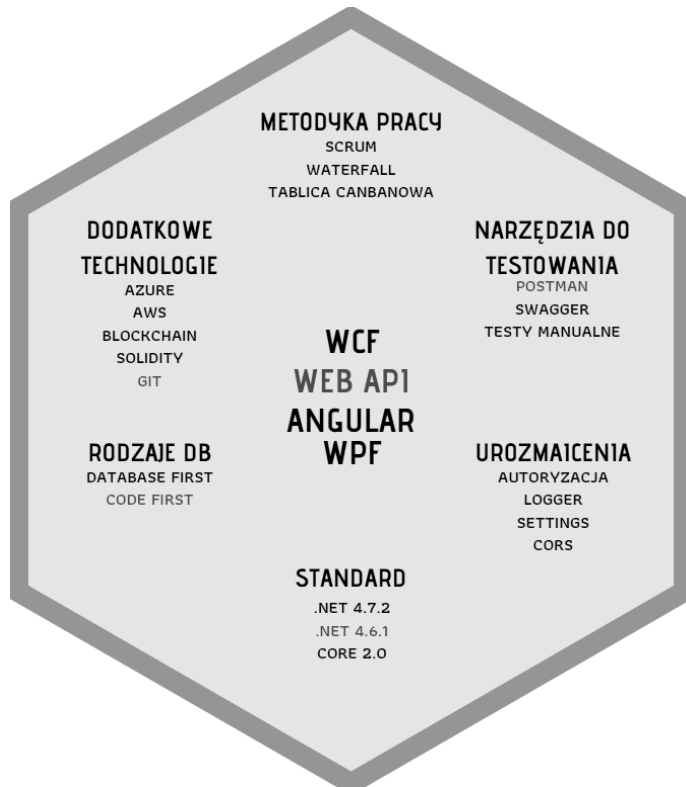 METODYKA PRACY
SCRUM
WATERFALL
TABLICA CANBANOWA
DODATKOWE
TECHNOLOGIE
AZURE
AWS
BLOCKCHAIN
SOLIDITY
GIT
NARZĘDZIA DO
TESTOWANIA
POSTMAN
SWAGGER
TESTY MANUALNE
WCF
WEB API
ANGULAR
WPF
RODZAJE DB
DATABASE FIRST
CODE FIRST
UROZMAICENIA
AUTORYZACJA
LOGGER
SETTINGS
CORS
STANDARD
.NET 4.7.2
.NET 4.6.1
CORE 2.0